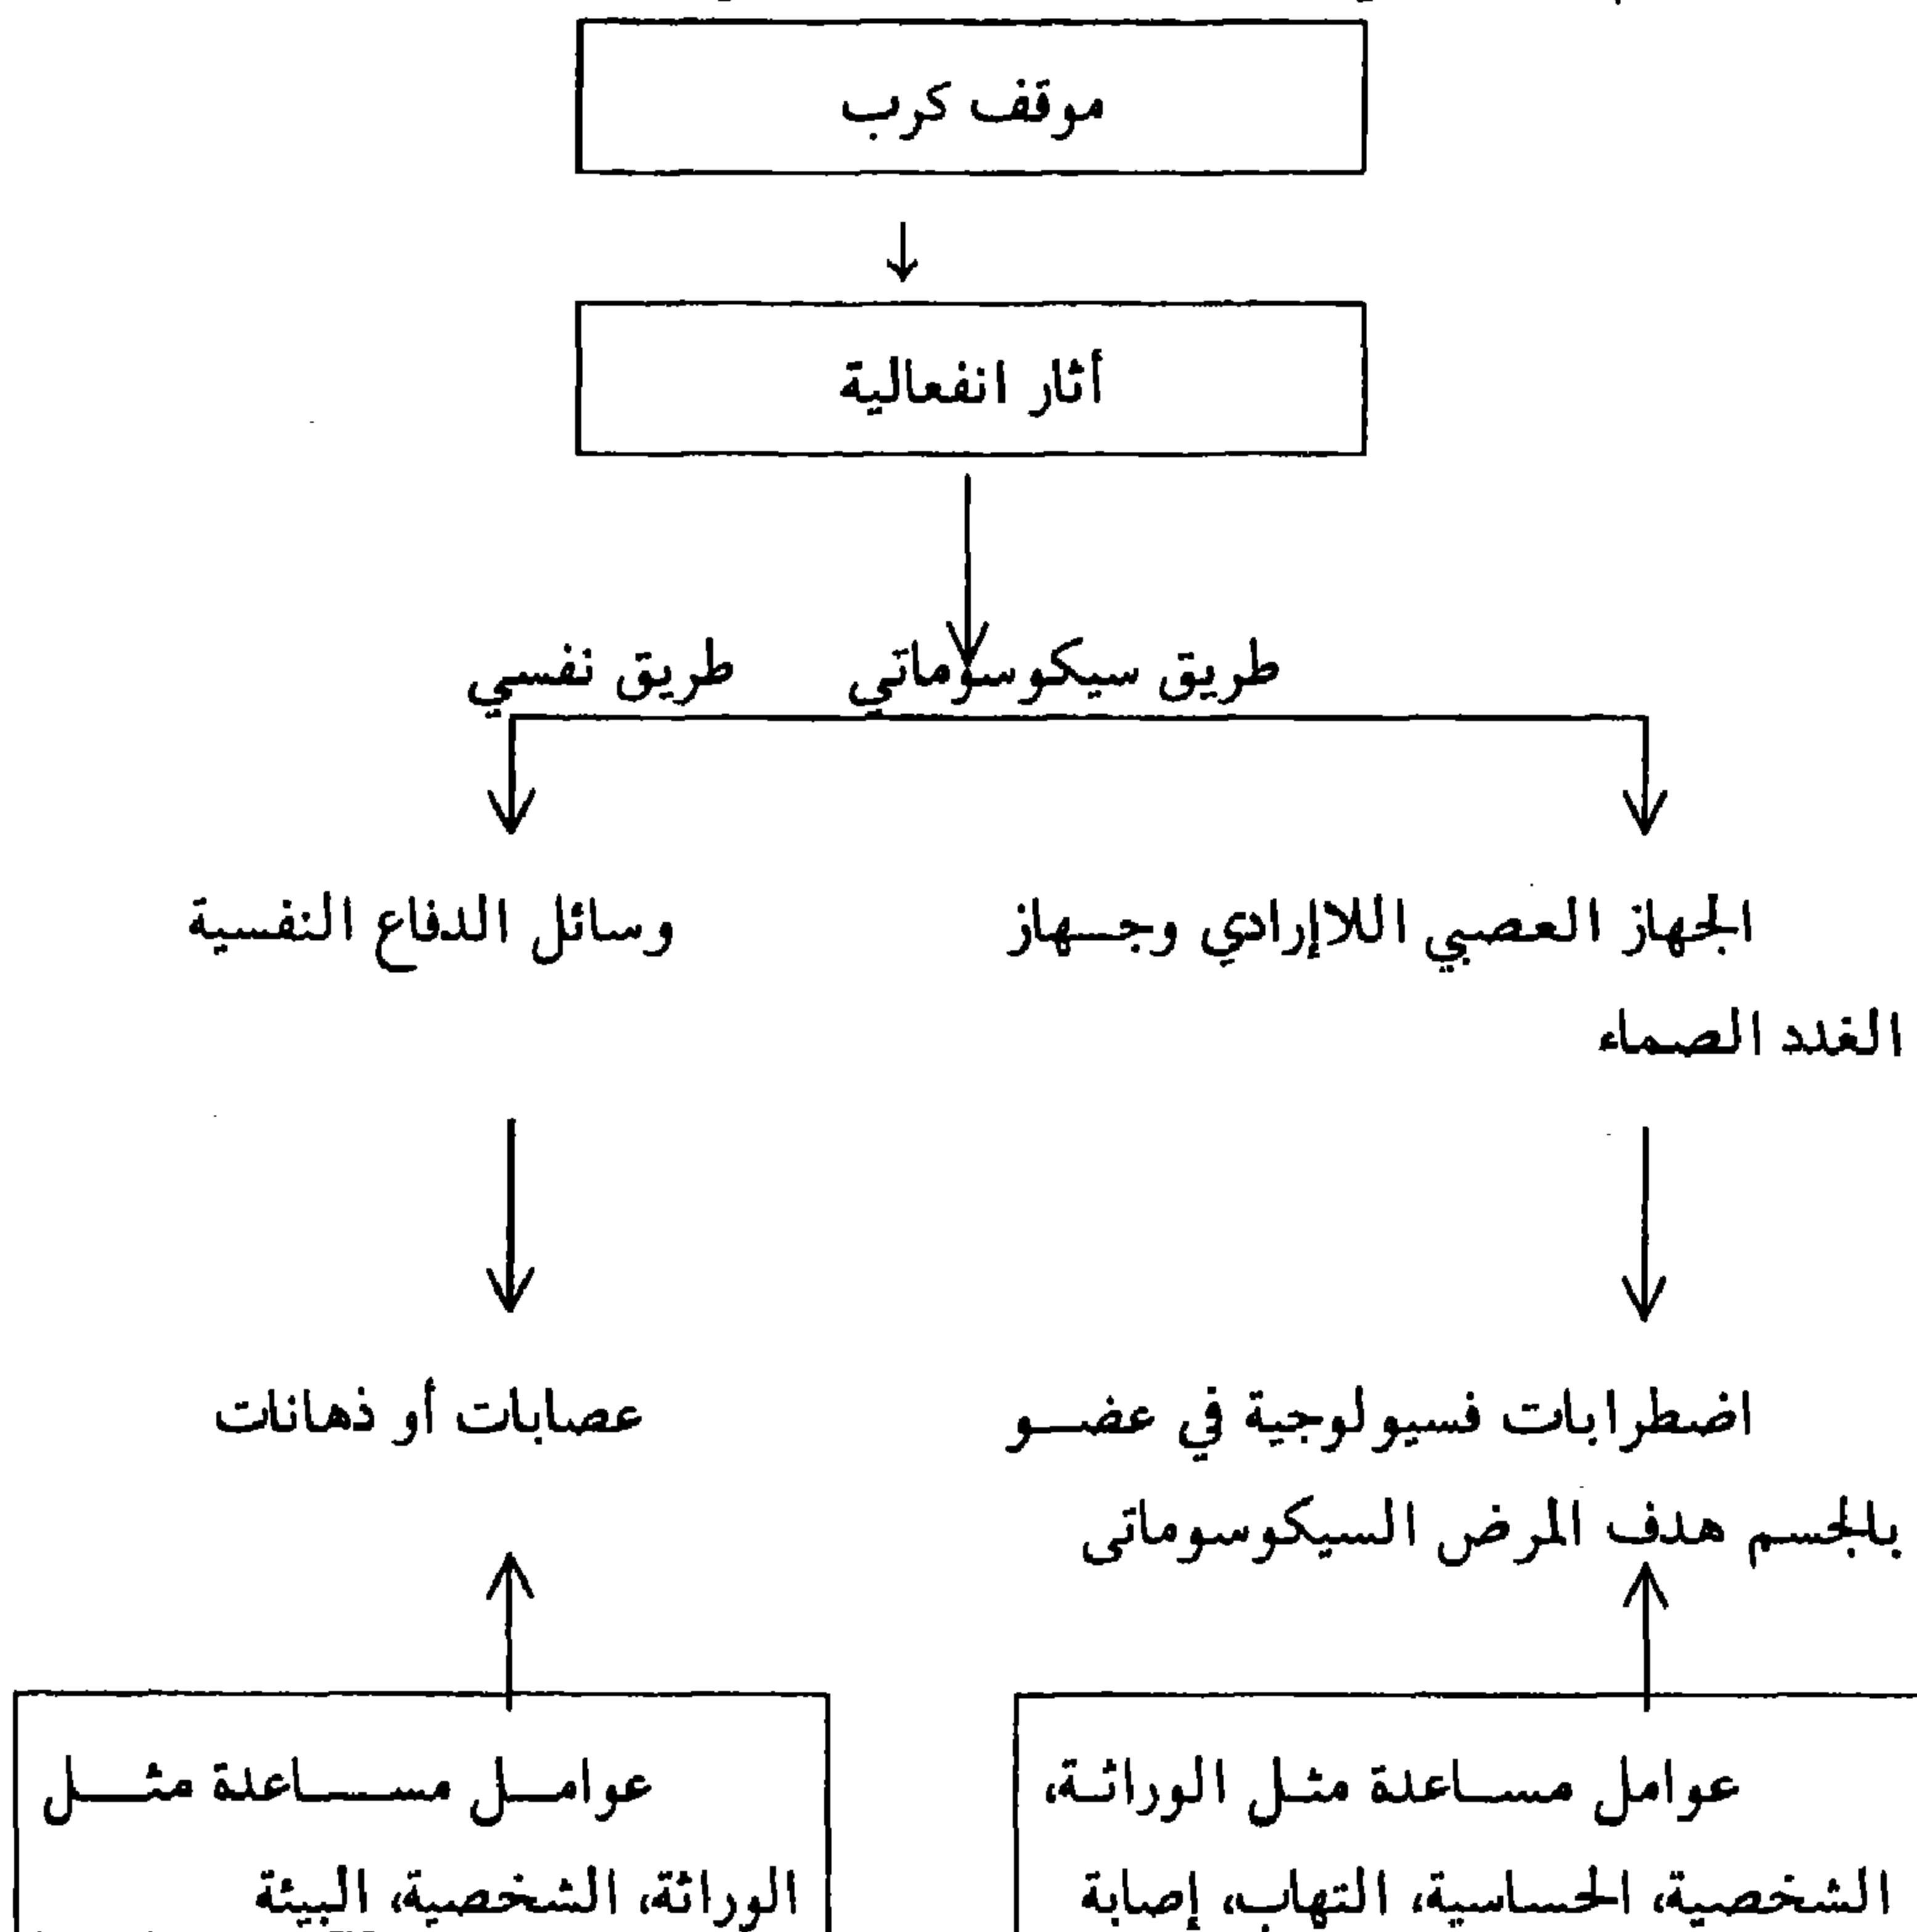 موقف كرب
أثار انفعالية
طريق سيكوسوماتي طريق نفسي
الجهاز العصبي اللاإرادي وجهاز
الغدد الصماء
وسائل الدفاع النفسية
اضطرابات فسيولوجية في عضو
بالجسم هدف المرض السيكوسوماتى
عصابات أو ذهانات
عوامل مساعدة مثل الوراثة،
الشخصية، الحساسية، التهاب، إصابة
عوامل مساعدة مثل
الوراثة، الشخصية، البيئة